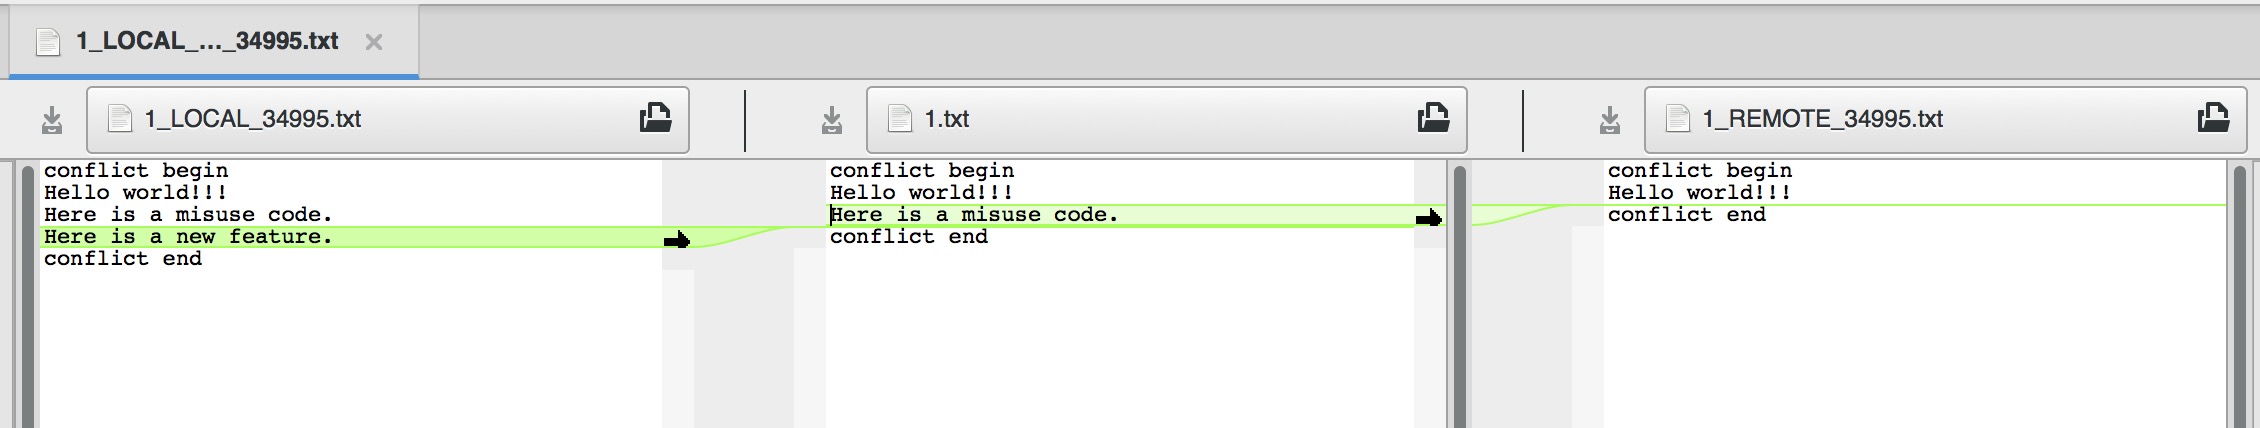 1_LOCAL_..._34995.txt
1_LOCAL_34995.txt
1.txt
1_REMOTE_34995.txt
conflict begin
Hello world!!!
Here is a misuse code.
Here is a new feature.
conflict end
conflict begin
Hello world!!!
Here is a misuse code.
conflict end
conflict begin
Hello world!!!
conflict end